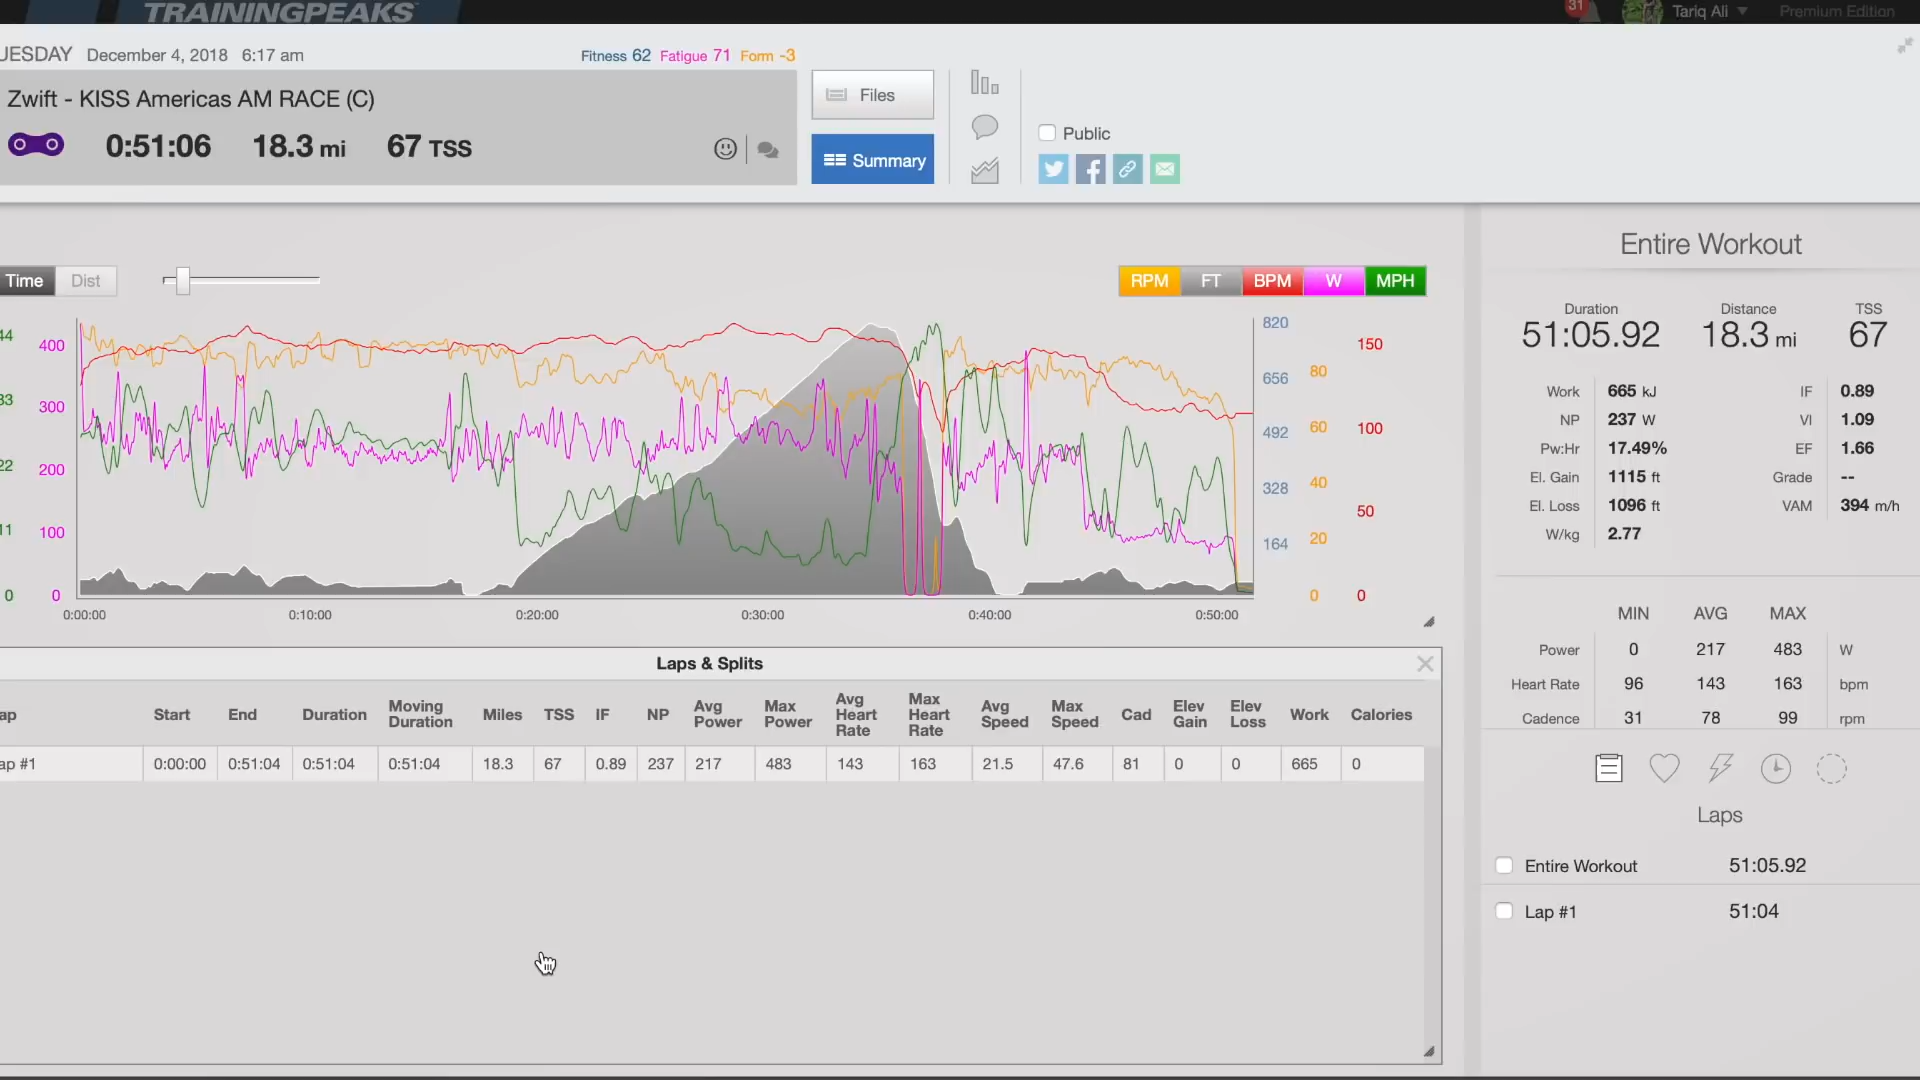 TRAININGPEAKS
31
Tariq Ali
Premium Edition
UESDAY December 4, 2018 6:17 am
Fitness 62 Fatigue 71 Form -3
Zwift - KISS Americas AM RACE (C)
0:51:06 18.3 mi 67 TSS
Files
Summary
Public
Time Dist
RPM FT BPM W MPH
44 400 820 150
656 80
33 300 492 60 100
22 200 328 40 50
11 100 164 20
0 0 0 0
0:00:00 0:10:00 0:20:00 0:30:00 0:40:00 0:50:00
Laps & Splits
ap Start End Duration Moving Duration Miles TSS IF NP Avg Power Max Power Avg Heart Rate Max Heart Rate Avg Speed Max Speed Cad Elev Gain Elev Loss Work Calories
ap #1 0:00:00 0:51:04 0:51:04 0:51:04 18.3 67 0.89 237 217 483 143 163 21.5 47.6 81 0 0 665 0
Entire Workout
Duration Distance TSS
51:05.92 18.3 mi 67
Work 665 kJ IF 0.89
NP 237 W VI 1.09
Pw:Hr 17.49% EF 1.66
El. Gain 1115 ft Grade --
El. Loss 1096 ft VAM 394 m/h
W/kg 2.77
MIN AVG MAX
Power 0 217 483 W
Heart Rate 96 143 163 bpm
Cadence 31 78 99 rpm
Laps
Entire Workout 51:05.92
Lap #1 51:04